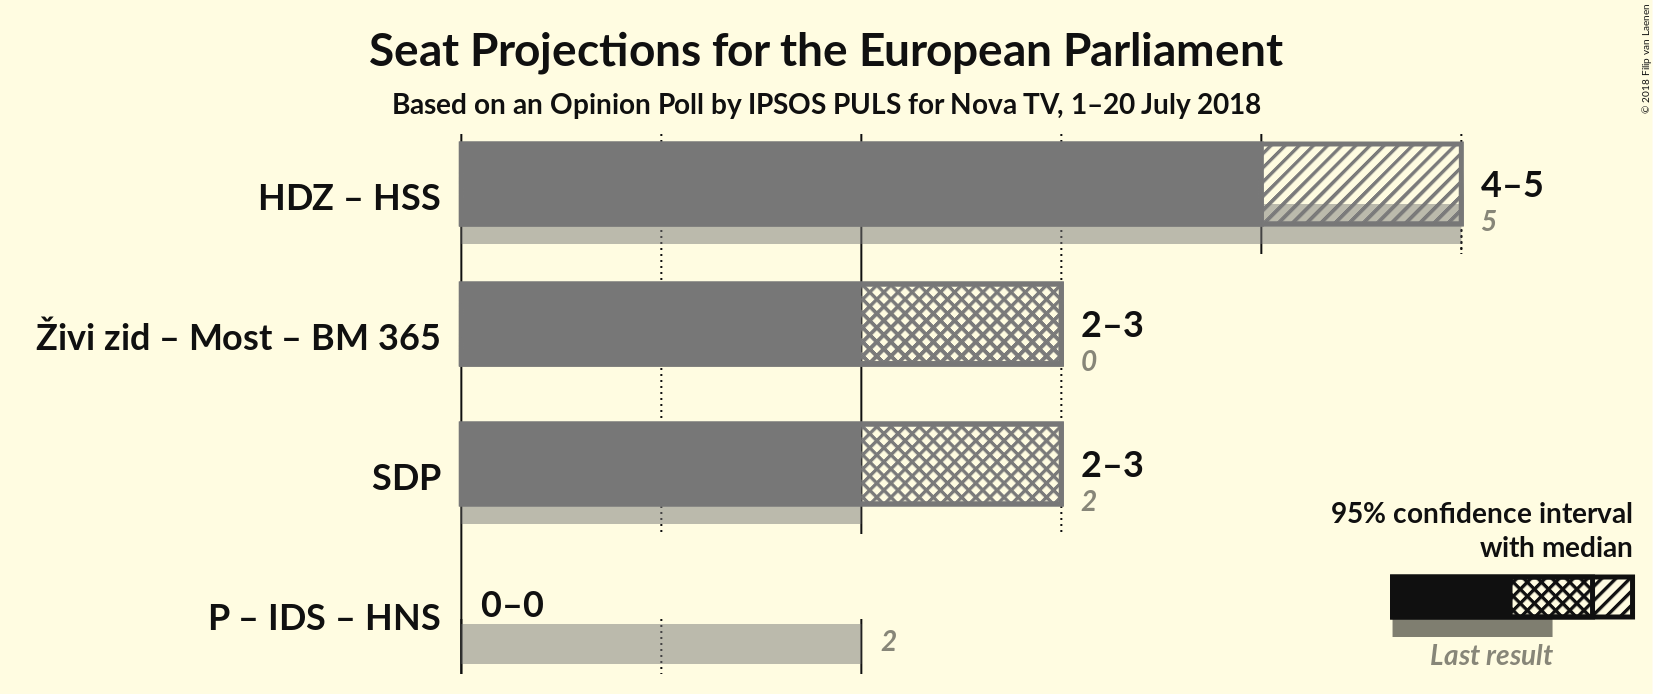 Seat Projections for the European Parliament
Based on an Opinion Poll by IPSOS PULS for Nova TV, 1–20 July 2018
© 2018 Filip van Laenen
HDZ – HSS
4–5
5
Živi zid – Most – BM 365
2–3
0
SDP
2–3
2
P – IDS – HNS
0–0
2
95% confidence interval
with median
Last result